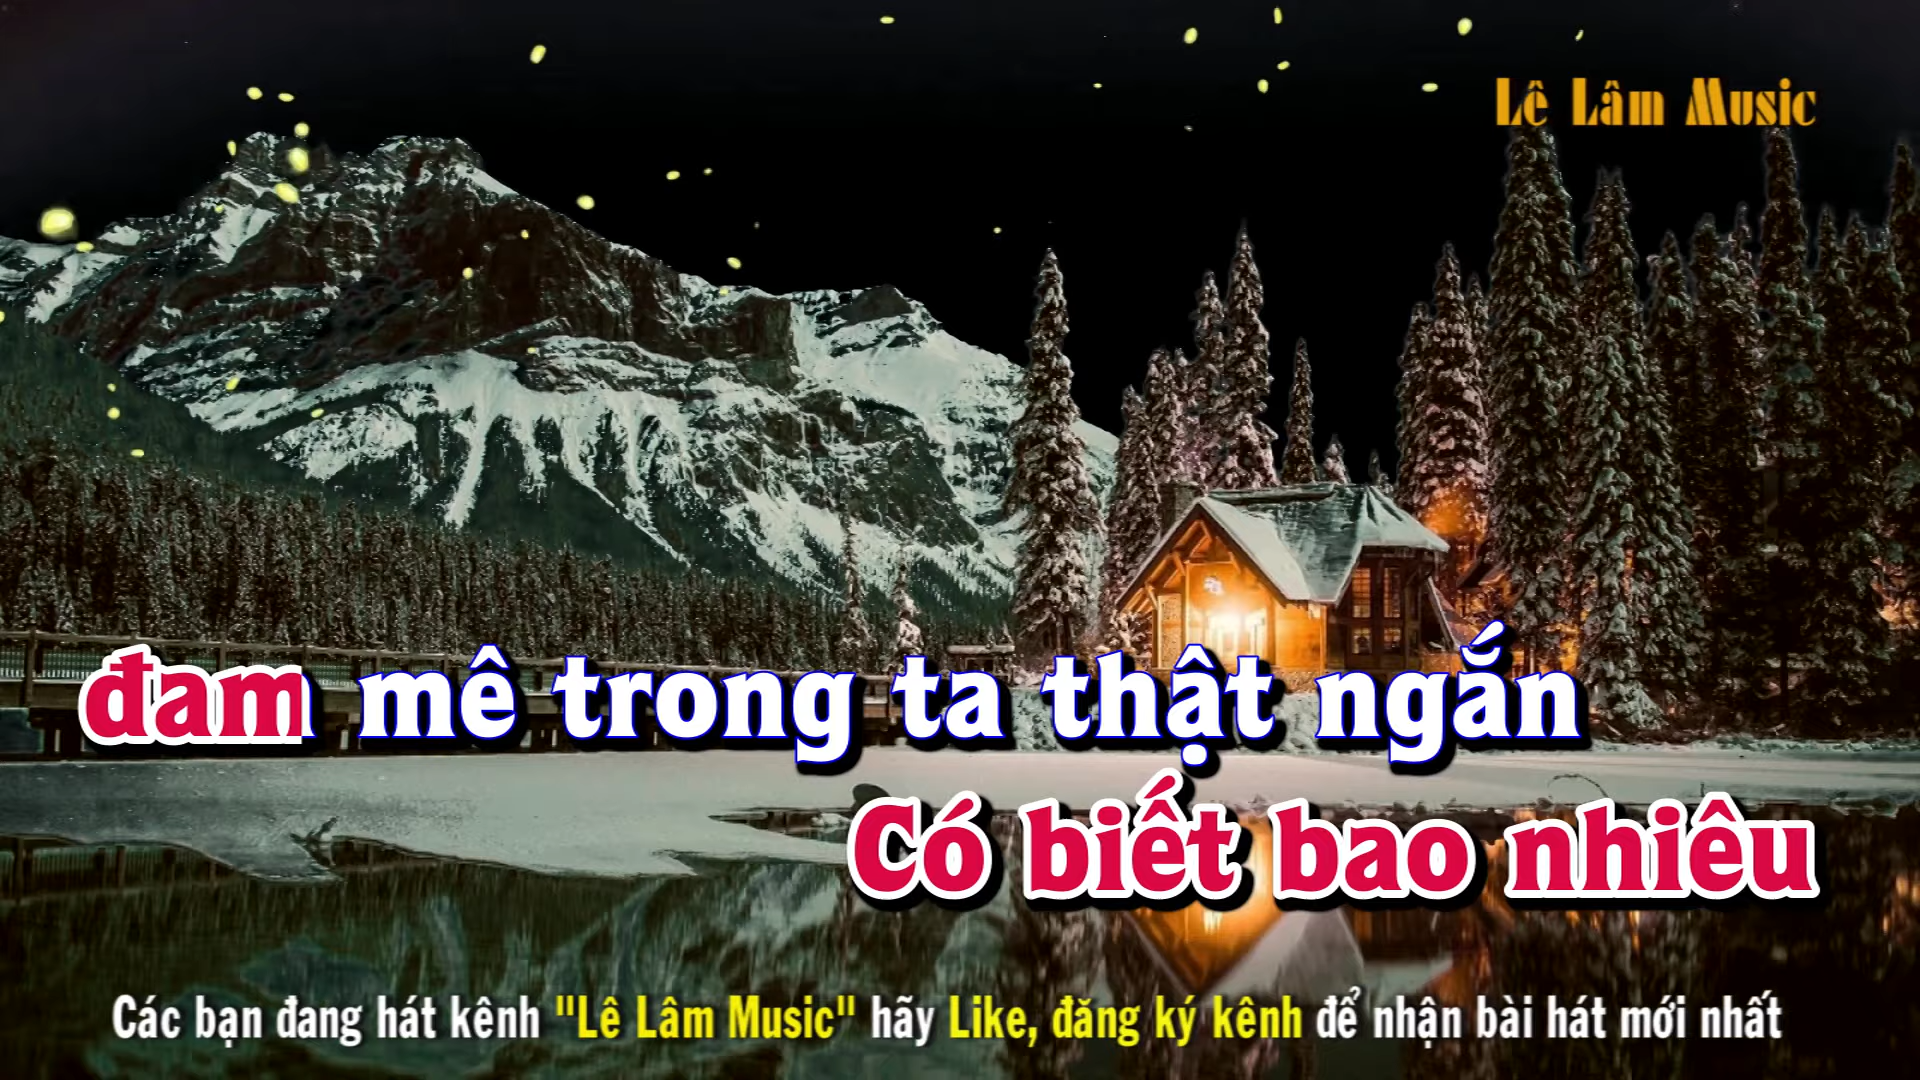 Lê Lâm Music
đam mê trong ta thật ngắn
Có biết bao nhiêu
Các bạn đang hát kênh "Lê Lâm Music" hãy Like, đăng ký kênh để nhận bài hát mới nhất